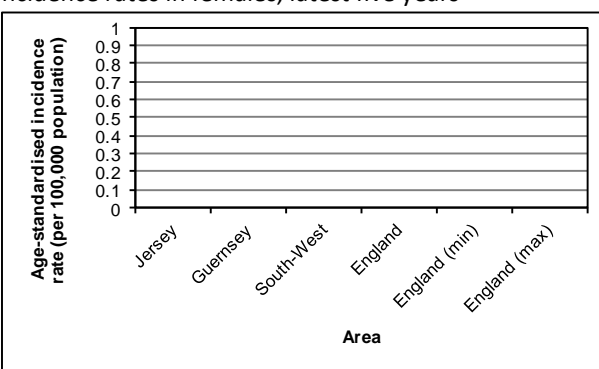 ncidence rates in females, latest five years
Age-standardised incidence
rate (per 100,000 population)
1
0.9
0.8
0.7
0.6
0.5
0.4
0.3
0.2
0.1
0
Jersey
Guernsey
South-West
England
England (min)
England (max)
Area